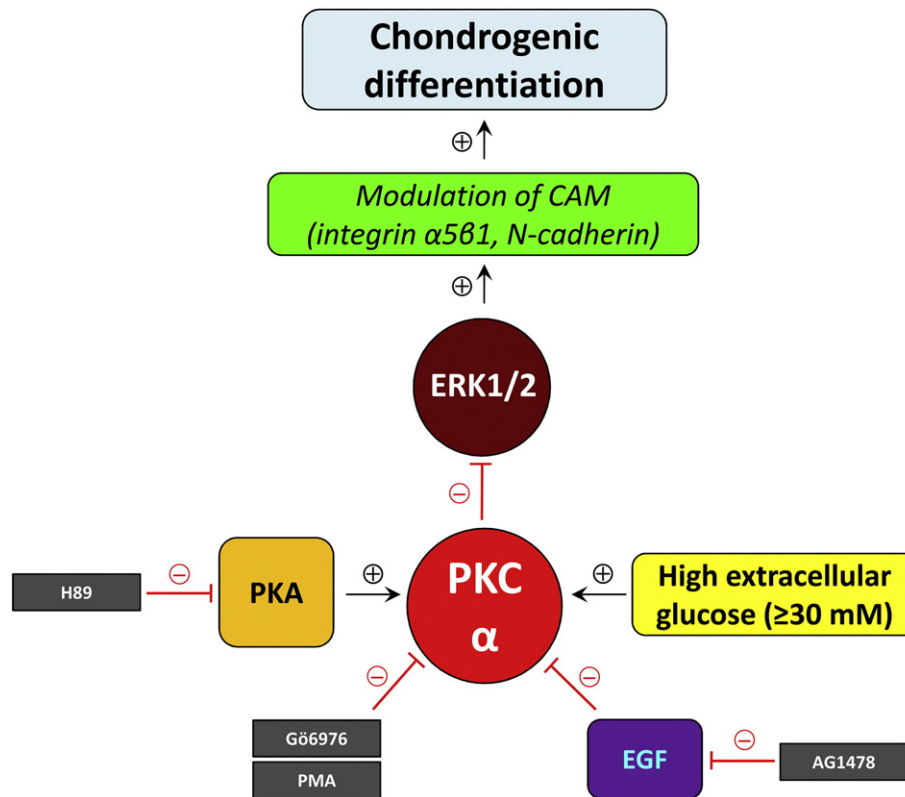 Chondrogenic
differentiation
⊕
Modulation of CAM
(integrin α5β1, N-cadherin)
⊕
ERK1/2
⊖
H89
⊖
PKA
⊕
PKC
α
⊕
High extracellular
glucose (≥30 mM)
⊖
Gö6976
PMA
⊖
EGF
⊖
AG1478